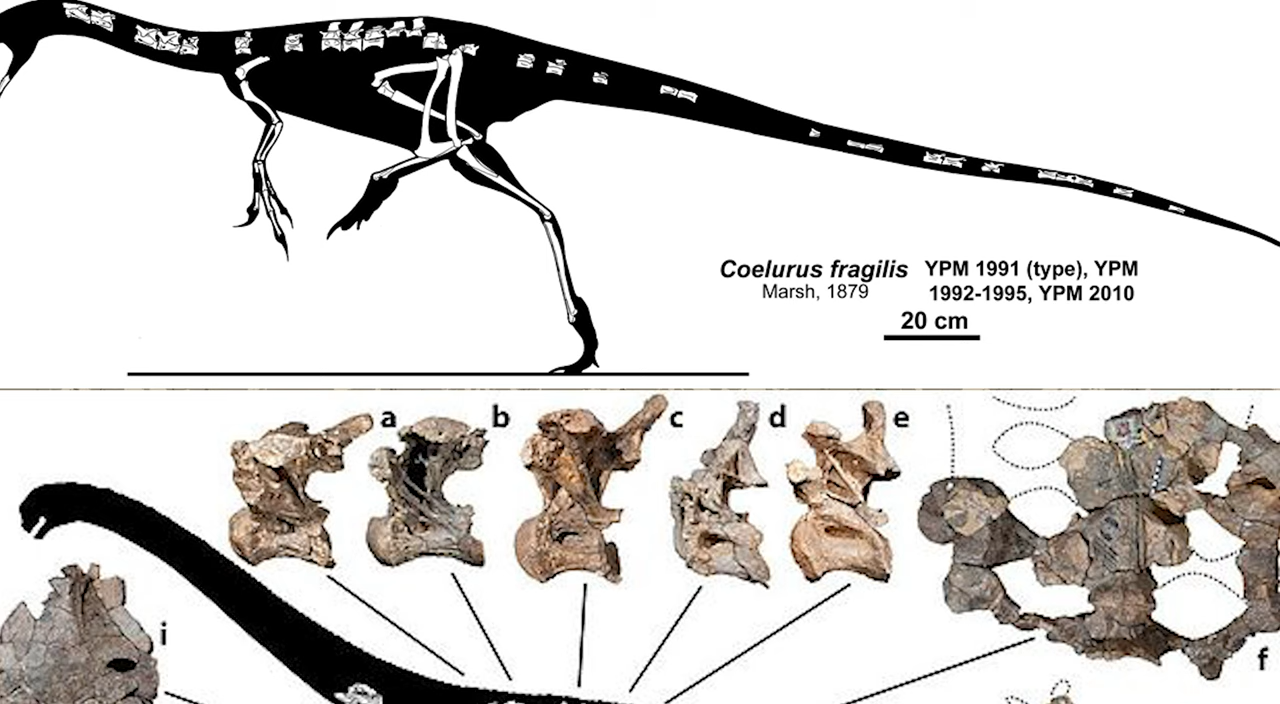 Coelurus fragilis YPM 1991 (type), YPM
Marsh, 1879 1992-1995, YPM 2010
20 cm
a b c d e
i
f